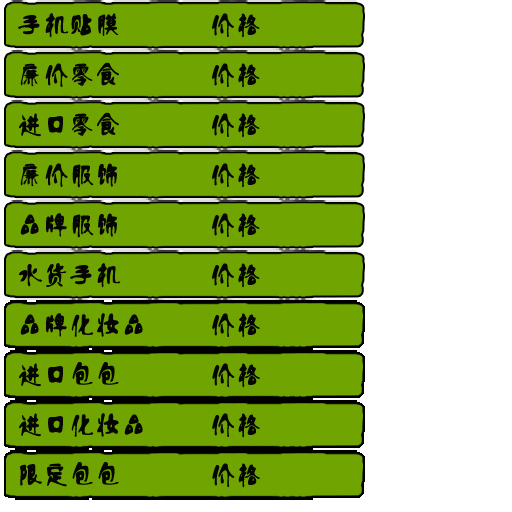 手机贴膜 价格
廉价零食 价格
进口零食 价格
廉价服饰 价格
品牌服饰 价格
水货手机 价格
品牌化妆品 价格
进口包包 价格
进口化妆品 价格
限定包包 价格